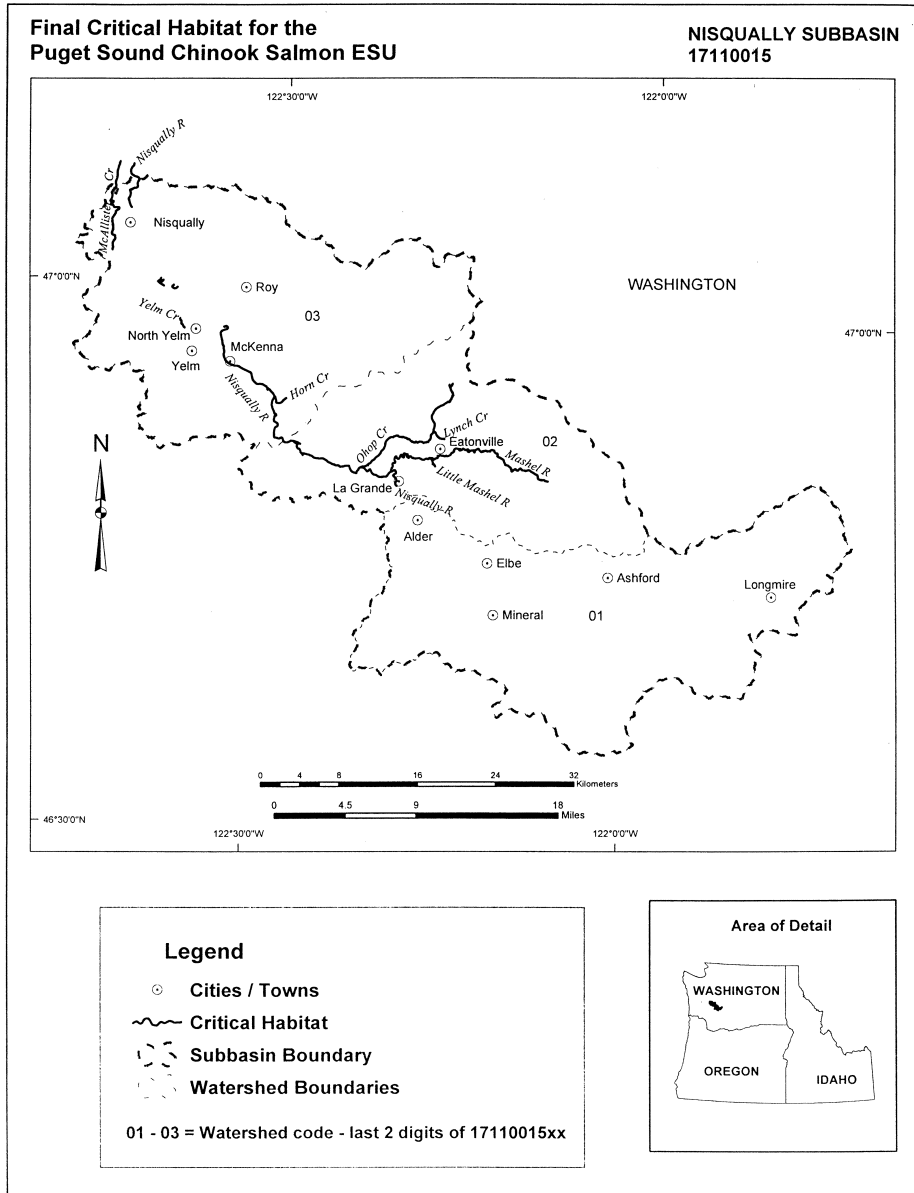 Final Critical Habitat for the
Puget Sound Chinook Salmon ESU
NISQUALLY SUBBASIN
17110015
122°30'0"W
122°0'0"W
Nisqually R
McAllister Cr
Nisqually
47°0'0"N
WASHINGTON
Roy
03
Yelm Cr
North Yelm
47°0'0"N
McKenna
Yelm
Nisqually R
Horn Cr
N
Ohop Cr
Lynch Cr
Eatonville
02
Mashel R
La Grande
Little Mashel R
Nisqually R
Alder
Elbe
Ashford
Longmire
Mineral
01
0 4 8 16 24 32
Kilometers
0 4.5 9 18
Miles
46°30'0"N
122°30'0"W
122°0'0"W
Legend
Cities / Towns
Critical Habitat
Subbasin Boundary
Watershed Boundaries
01 - 03 = Watershed code - last 2 digits of 17110015xx
Area of Detail
WASHINGTON
OREGON
IDAHO